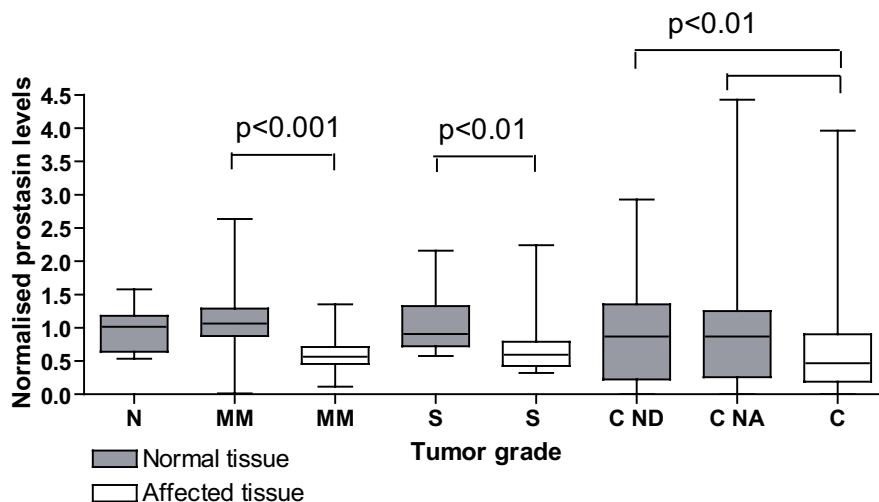 p<0.01
p<0.001
p<0.01
Normalised prostasin levels
4.5
4.0
3.5
3.0
2.5
2.0
1.5
1.0
0.5
0.0
N MM MM S S C ND C NA C
Tumor grade
Normal tissue
Affected tissue